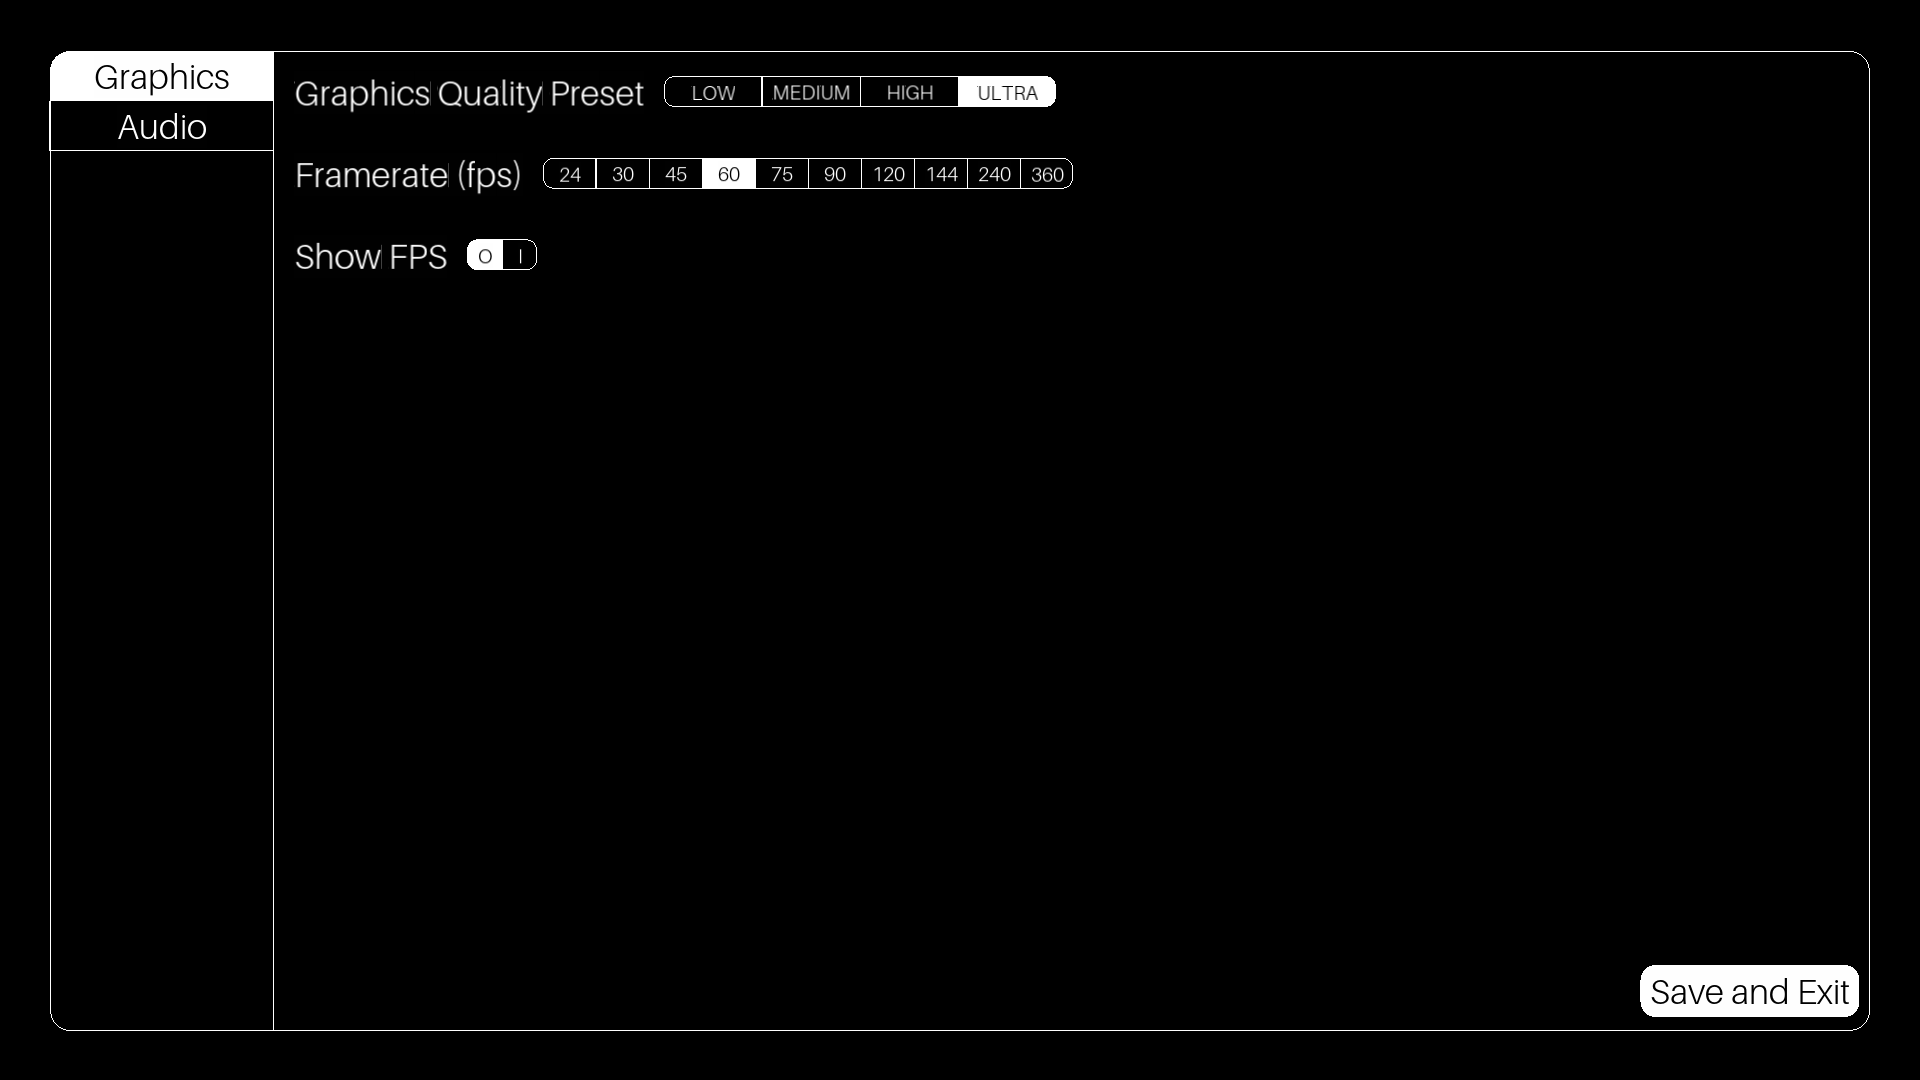 Graphics
Audio
Graphics Quality Preset LOW MEDIUM HIGH ULTRA
Framerate (fps) 24 30 45 60 75 90 120 144 240 360
Show FPS O I
Save and Exit